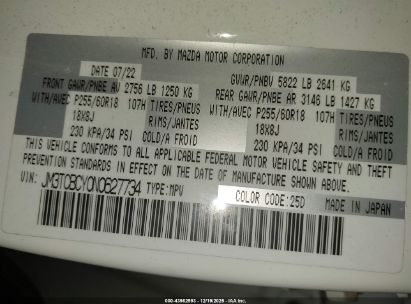 MFD. BY MAZDA MOTOR CORPORATION
DATE 07/22
GVWR/PNBV 5822 LB 2641 KG
FRONT GAWR/PNBE AV 2756 LB 1250 KG
REAR GAWR/PNBE AR 3146 LB 1427 KG
WITH/AVEC P255/60R18 107H TIRES/PNEUS
WITH/AVEC P255/60R18 107H TIRES/PNEUS
18X8J RIMS/JANTES
18X8J RIMS/JANTES
230 KPA/34 PSI COLD/A FROID
230 KPA/34 PSI COLD/A FROID
THIS VEHICLE CONFORMS TO ALL APPLICABLE FEDERAL MOTOR VEHICLE SAFETY AND THEFT
PREVENTION STANDARDS IN EFFECT ON THE DATE OF MANUFACTURE SHOWN ABOVE.
JM3TCBCY0N0627734 TYPE:MPV
COLOR CODE:25D MADE IN JAPAN